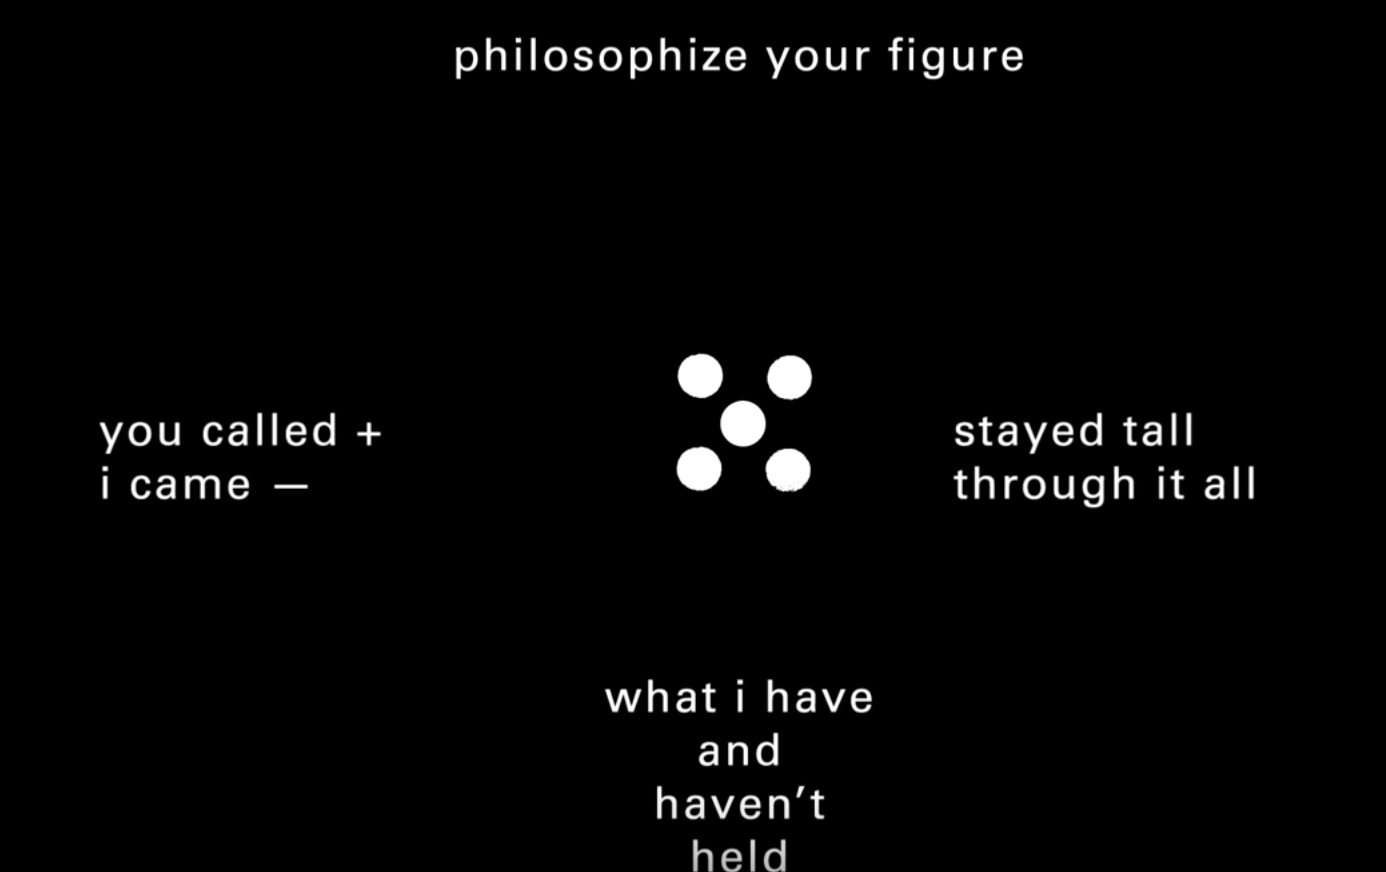 philosophize your figure
you called +
i came —
stayed tall
through it all
what i have
and
haven’t
held